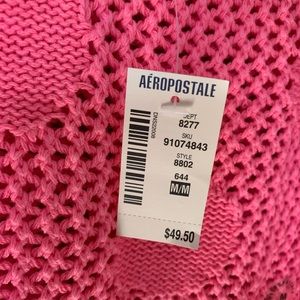 AÉROPOSTALE
DEPT
8277
SKU
91074843
STYLE
8802
644
M/M
$49.50